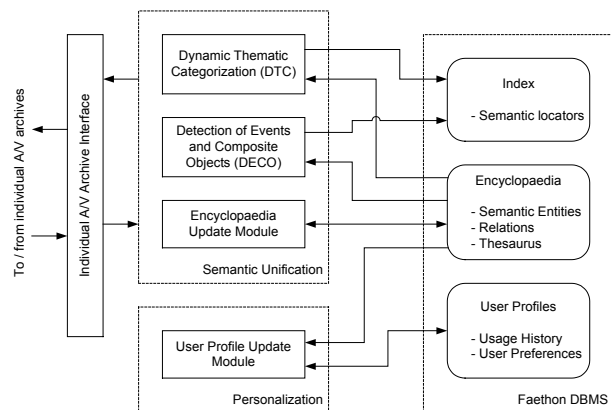 To / from individual A/V archives
Individual A/V Archive Interface
Dynamic Thematic
Categorization (DTC)
Detection of Events
and Composite
Objects (DECO)
Encyclopaedia
Update Module
Semantic Unification
User Profile Update
Module
Personalization
Index
- Semantic locators
Encyclopaedia
- Semantic Entities
- Relations
- Thesaurus
User Profiles
- Usage History
- User Preferences
Faethon DBMS